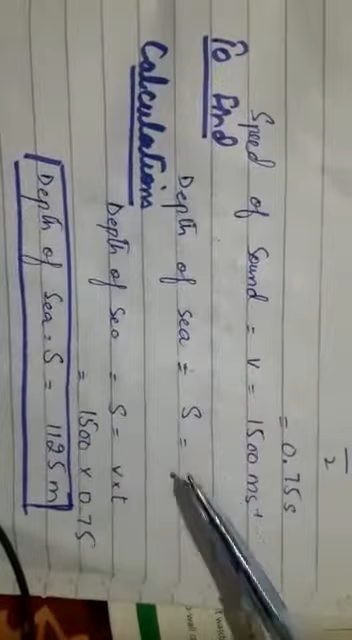 2
= 0.75s
Speed of Sound = v = 1500 ms⁻¹
To find
Depth of sea = S =
Calculations
Depth of sea = S = v×t
= 1500 × 0.75
Depth of sea = S = 1125 m